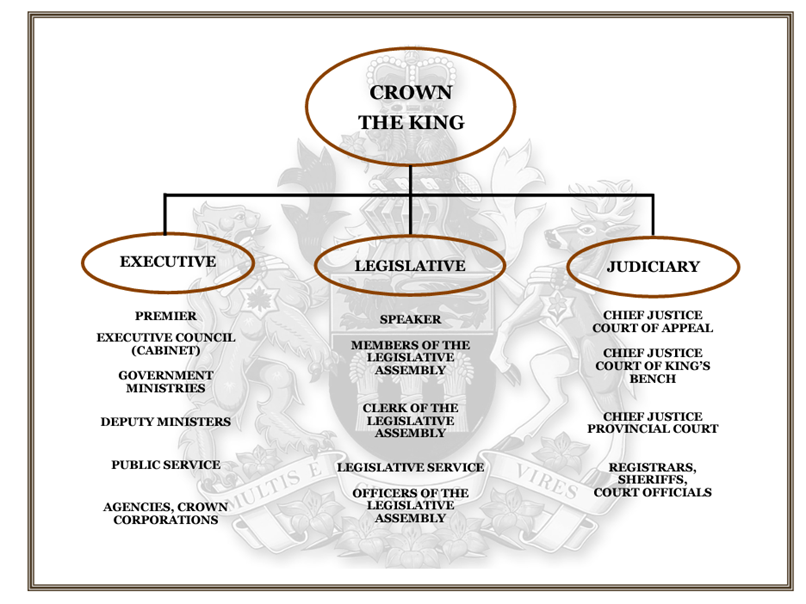 CROWN
THE KING
EXECUTIVE
PREMIER
EXECUTIVE COUNCIL
(CABINET)
GOVERNMENT
MINISTRIES
DEPUTY MINISTERS
PUBLIC SERVICE
AGENCIES, CROWN
CORPORATIONS
LEGISLATIVE
SPEAKER
MEMBERS OF THE
LEGISLATIVE
ASSEMBLY
CLERK OF THE
LEGISLATIVE
ASSEMBLY
LEGISLATIVE SERVICE
OFFICERS OF THE
LEGISLATIVE
ASSEMBLY
JUDICIARY
CHIEF JUSTICE
COURT OF APPEAL
CHIEF JUSTICE
COURT OF KING'S
BENCH
CHIEF JUSTICE
PROVINCIAL COURT
REGISTRARS,
SHERIFFS,
COURT OFFICIALS
MULTIS E
VIRES